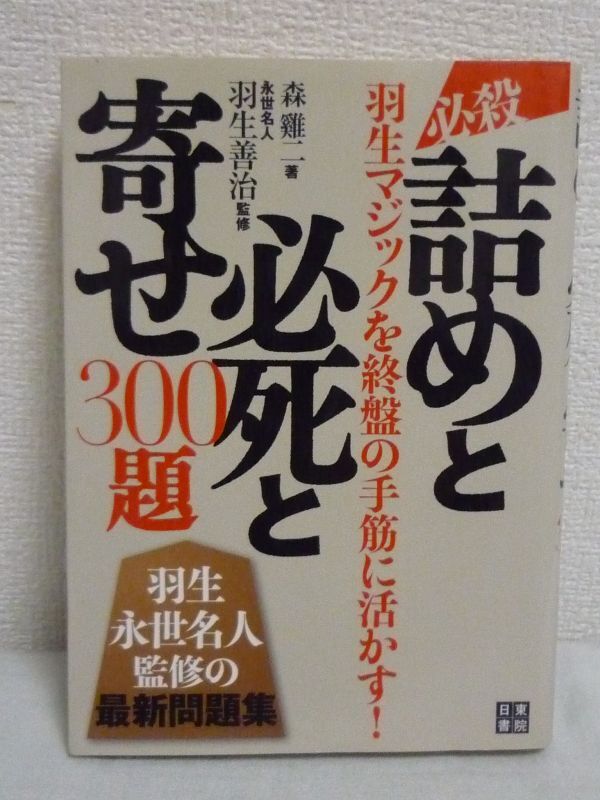 必殺
詰めと
羽生マジックを終盤の手筋に活かす!
必死と
寄せ
300
題
森雞二著
永世名人
羽生善治監修
羽生
永世名人
監修の
最新問題集
日東書院